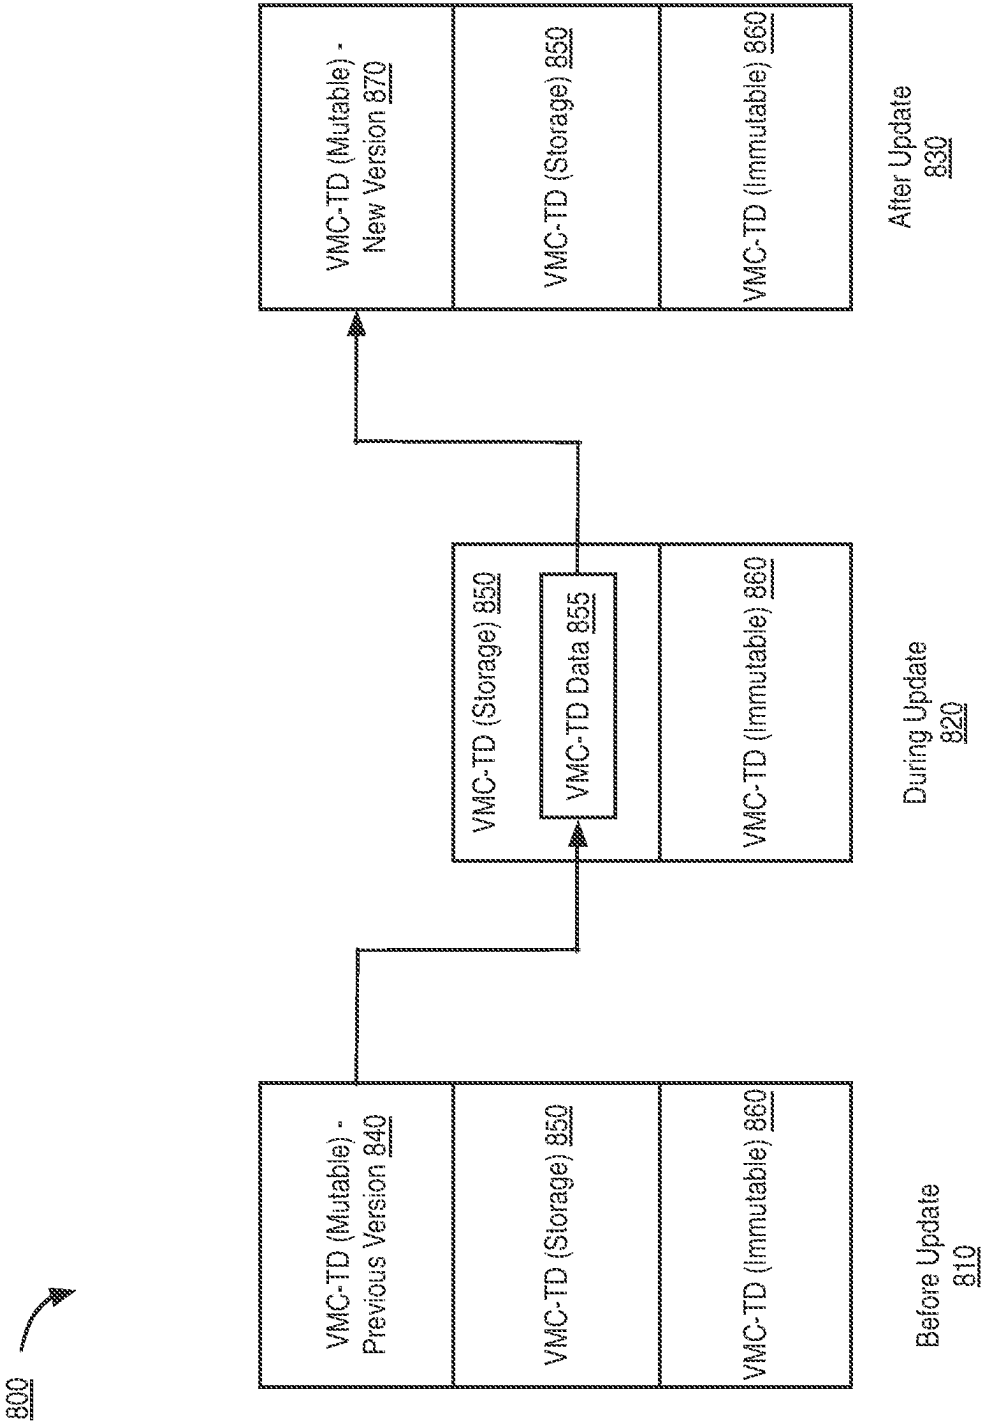 800
VMC-TD (Mutable) -
Previous Version 840
VMC-TD (Storage) 850
VMC-TD (Immutable) 860
Before Update
810
VMC-TD (Storage) 850
VMC-TD Data 855
VMC-TD (Immutable) 860
During Update
820
VMC-TD (Mutable) -
New Version 870
VMC-TD (Storage) 850
VMC-TD (Immutable) 860
After Update
830